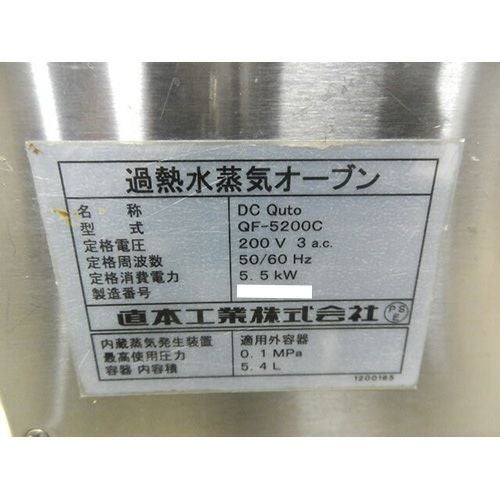 過熱水蒸気オーブン
名 称 DC Quto
型 式 QF-5200C
定格電圧 200 V 3 a.c.
定格周波数 50/60 Hz
定格消費電力 5.5 kW
製造番号
直本工業株式会社 PSE
内蔵蒸気発生装置 適用外容器
最高使用圧力 0.1 MPa
容器 内容積 5.4 L
1200165